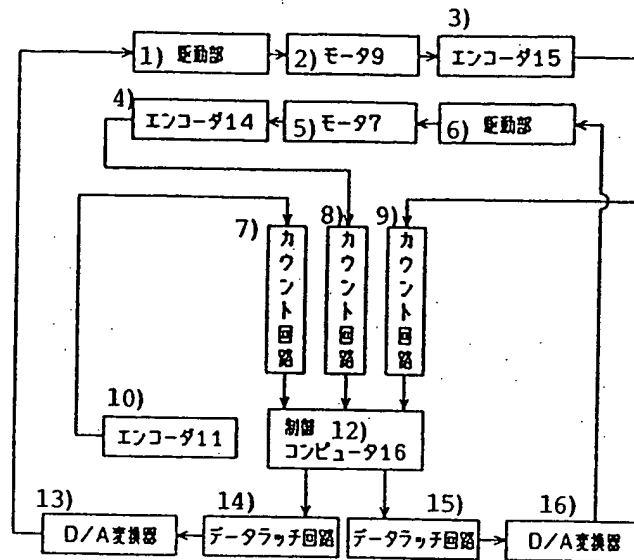 3)
1) 駆動部
2) モータ9
エンコーダ15
4)
エンコーダ14
5) モータ7
6) 駆動部
7)
カウント回路
8)
カウント回路
9)
カウント回路
10)
エンコーダ11
制御 12)
コンピュータ16
13)
D/A変換器
14)
データラッチ回路
15)
データラッチ回路
16)
D/A変換器